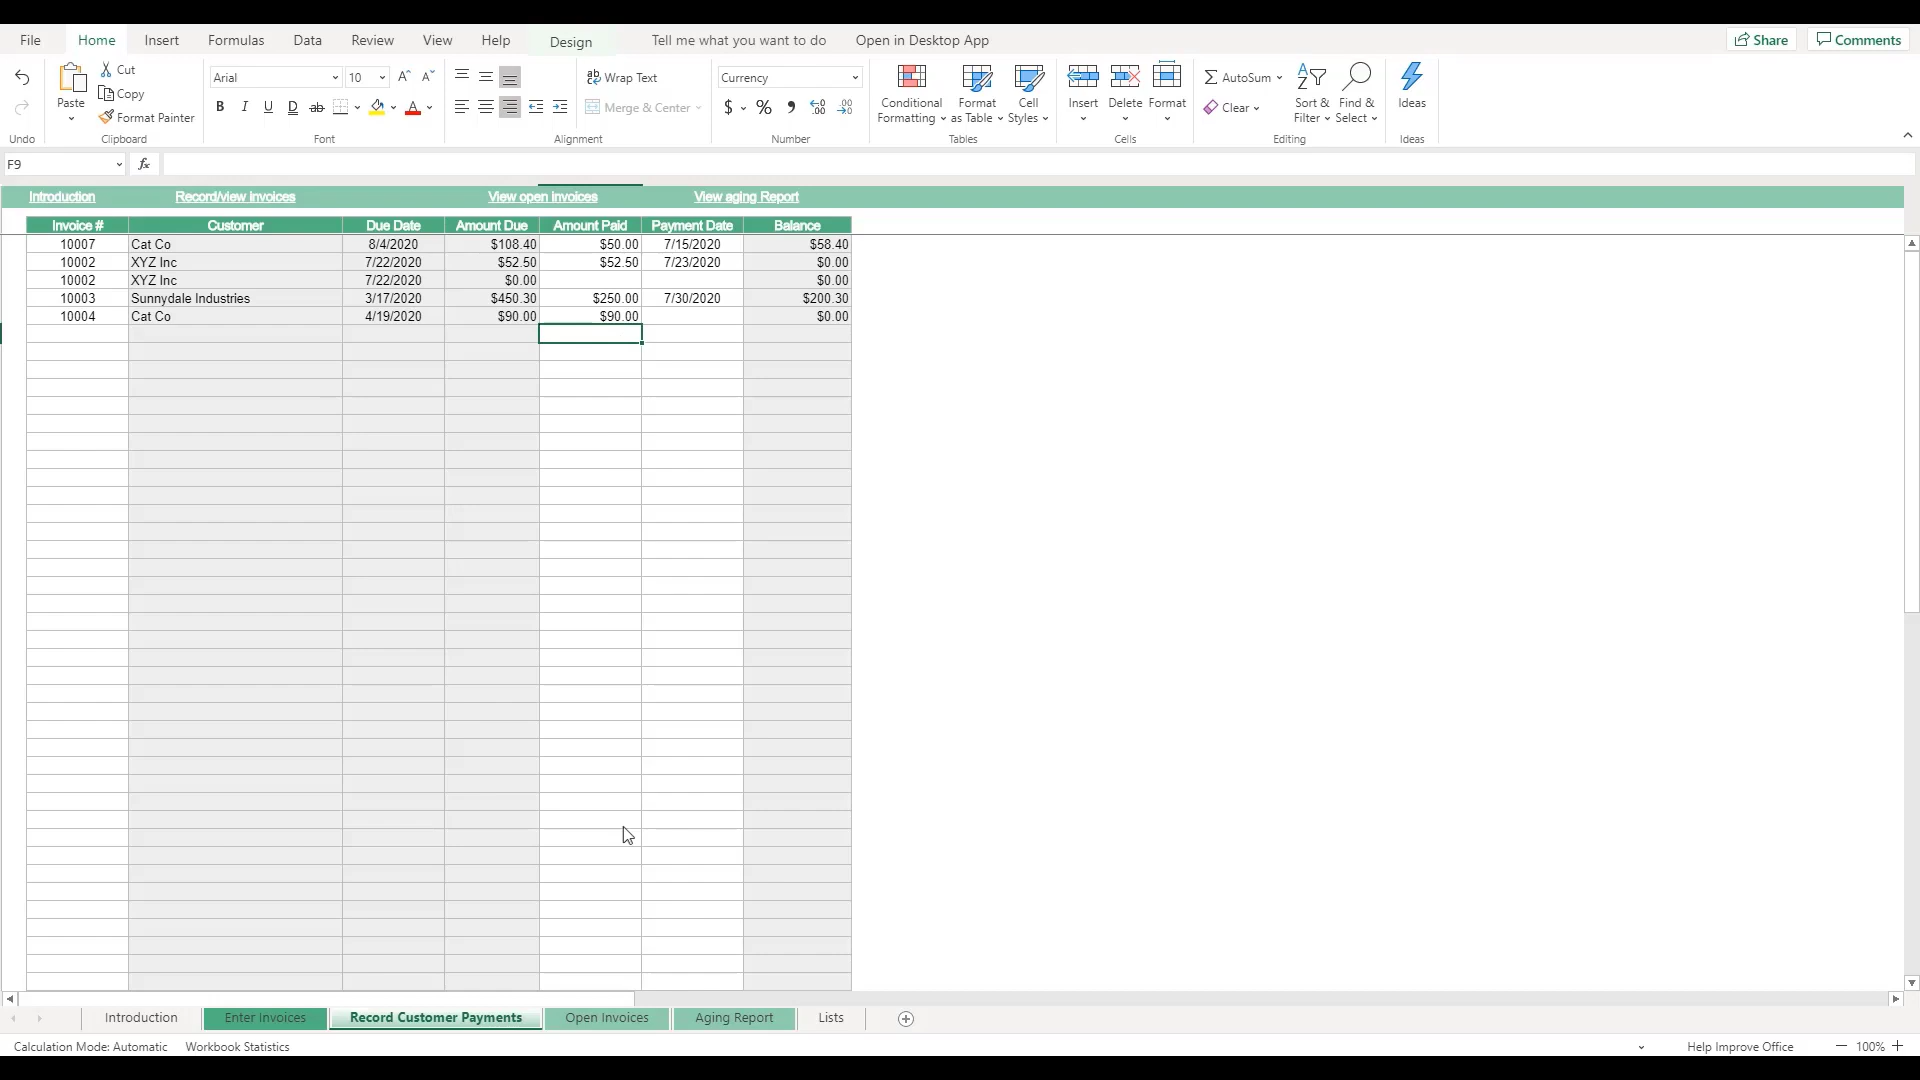 File Home Insert Formulas Data Review View Help Design Tell me what you want to do Open in Desktop App Share Comments
Paste Cut Copy Format Painter
Arial 10
B I U D ab A
ab Wrap Text
Merge & Center
Currency
$ % 9 .00
Conditional Formatting Format as Table Cell Styles
Insert Delete Format
AutoSum Clear
Sort & Filter Find & Select
Ideas
Undo Clipboard Font Alignment Number Tables Cells Editing Ideas
F9 fx
Introduction Record/view Invoices View open invoices View aging Report
Invoice # Customer Due Date Amount Due Amount Paid Payment Date Balance
10007 Cat Co 8/4/2020 $108.40 $50.00 7/15/2020 $58.40
10002 XYZ Inc 7/22/2020 $52.50 $52.50 7/23/2020 $0.00
10002 XYZ Inc 7/22/2020 $0.00 $0.00
10003 Sunnydale Industries 3/17/2020 $450.30 $250.00 7/30/2020 $200.30
10004 Cat Co 4/19/2020 $90.00 $90.00 $0.00
Introduction Enter Invoices Record Customer Payments Open Invoices Aging Report Lists
Calculation Mode: Automatic Workbook Statistics Help Improve Office 100%